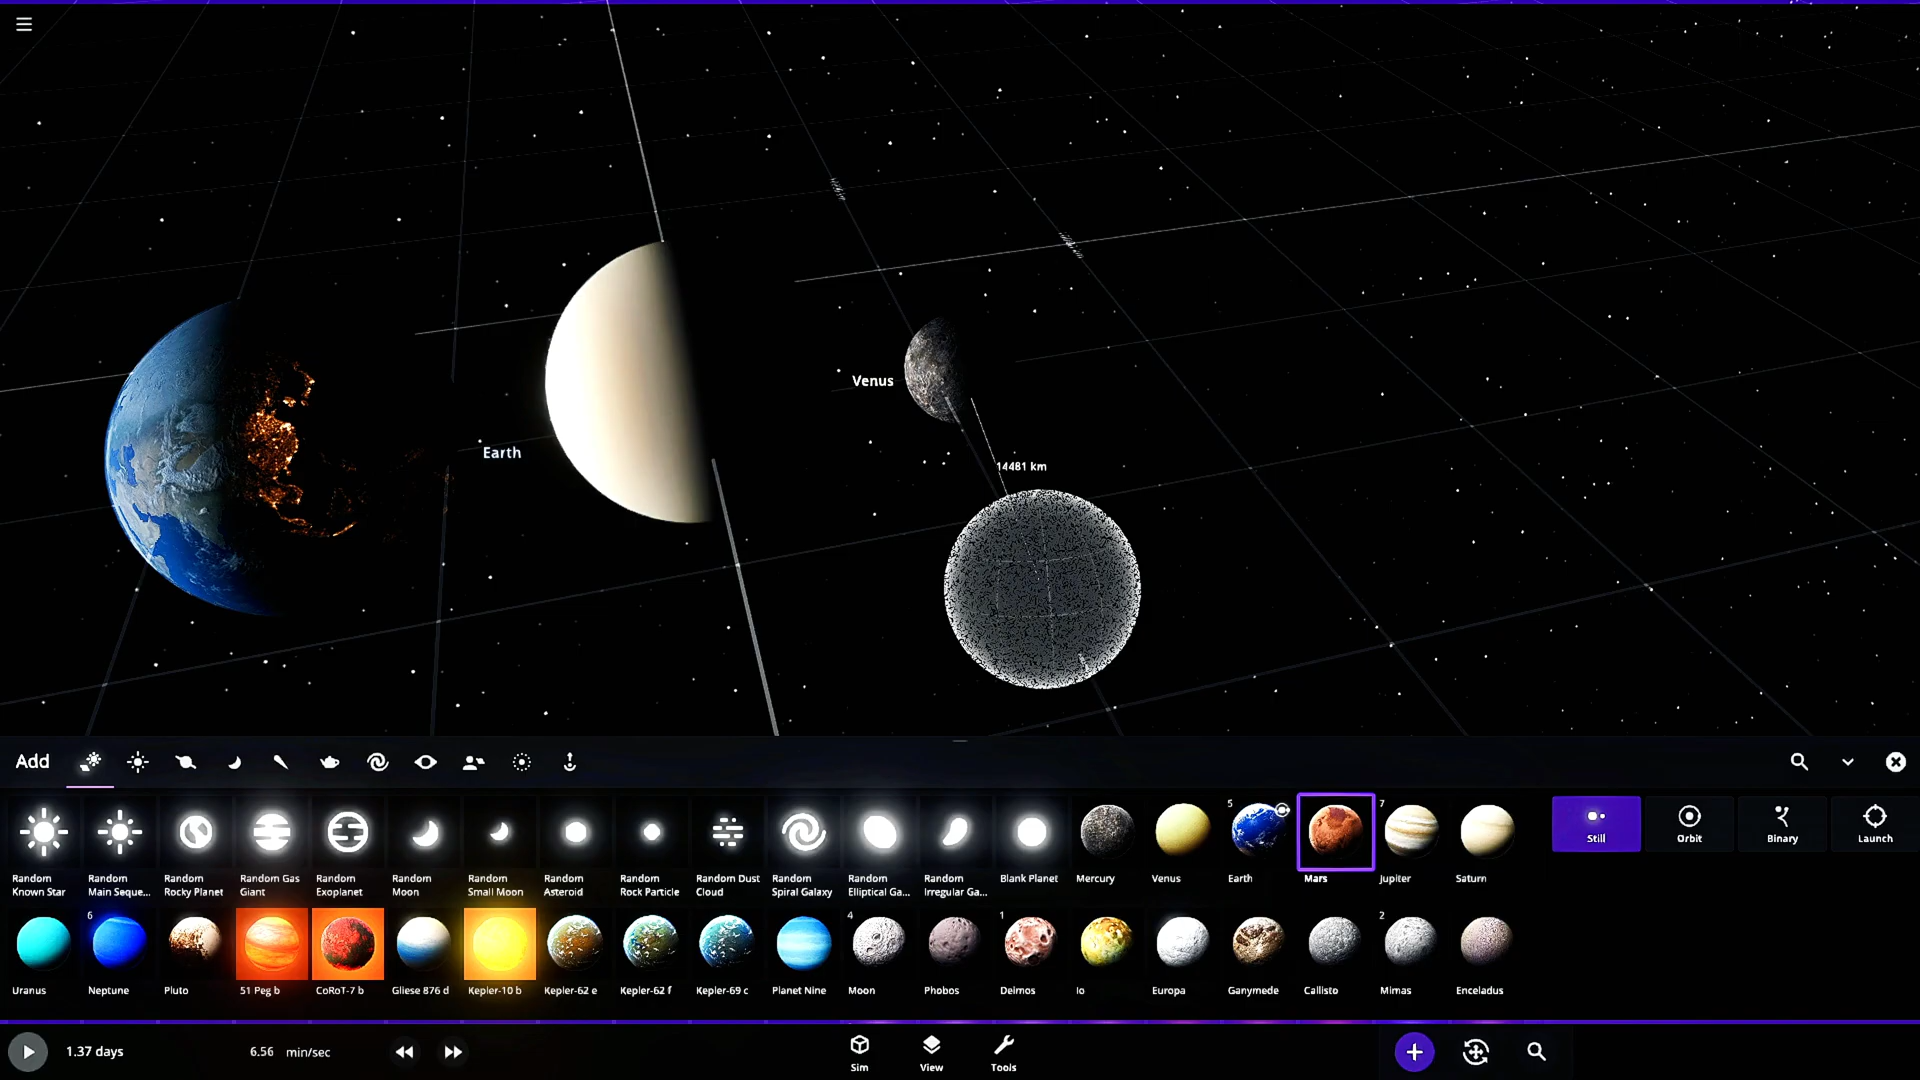 Venus
Earth
14481 km
Add
5
7
Still
Orbit
Binary
Launch
Random Known Star
Random Main Seque...
Random Rocky Planet
Random Gas Giant
Random Exoplanet
Random Moon
Random Small Moon
Random Asteroid
Random Rock Particle
Random Dust Cloud
Random Spiral Galaxy
Random Elliptical Ga...
Random Irregular Ga...
Blank Planet
Mercury
Venus
Earth
Mars
Jupiter
Saturn
6
4
1
2
Uranus
Neptune
Pluto
51 Peg b
CoRoT-7 b
Gliese 876 d
Kepler-10 b
Kepler-62 e
Kepler-62 f
Kepler-69 c
Planet Nine
Moon
Phobos
Deimos
Io
Europa
Ganymede
Callisto
Mimas
Enceladus
1.37 days
6.56 min/sec
Sim
View
Tools